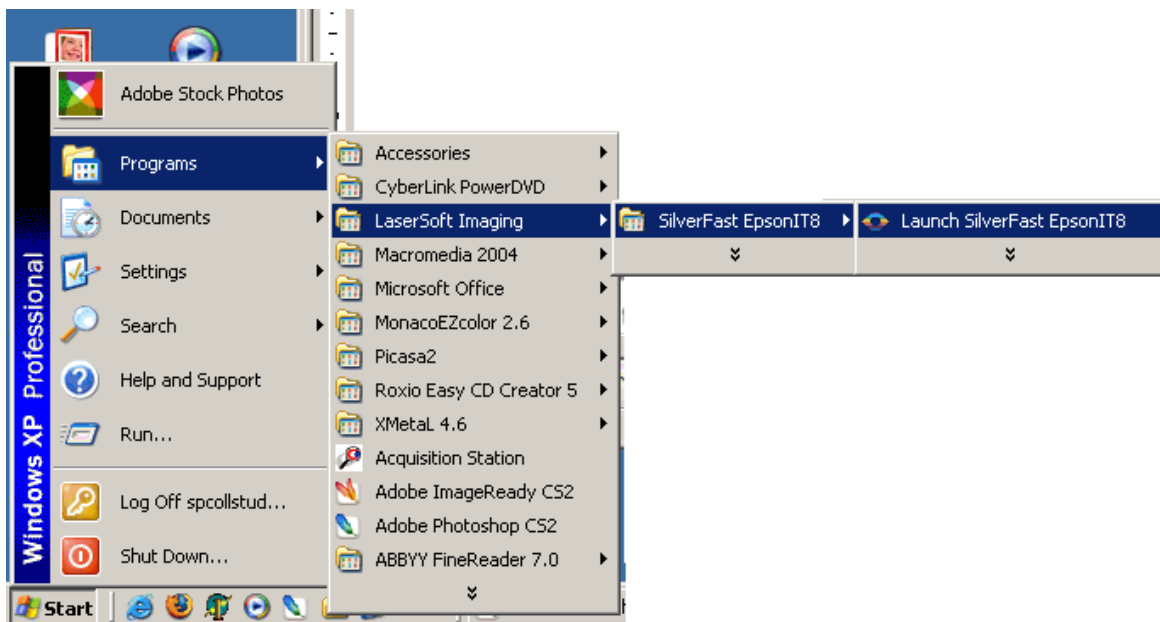 Adobe Stock Photos
Programs
Documents
Settings
Search
Help and Support
Run...
Log Off spcollstud...
Shut Down...
Windows XP Professional
Start
Accessories
CyberLink PowerDVD
LaserSoft Imaging
Macromedia 2004
Microsoft Office
MonacoEZcolor 2.6
Picasa2
Roxio Easy CD Creator 5
XMetaL 4.6
Acquisition Station
Adobe ImageReady CS2
Adobe Photoshop CS2
ABBYY FineReader 7.0
SilverFast EpsonIT8
Launch SilverFast EpsonIT8